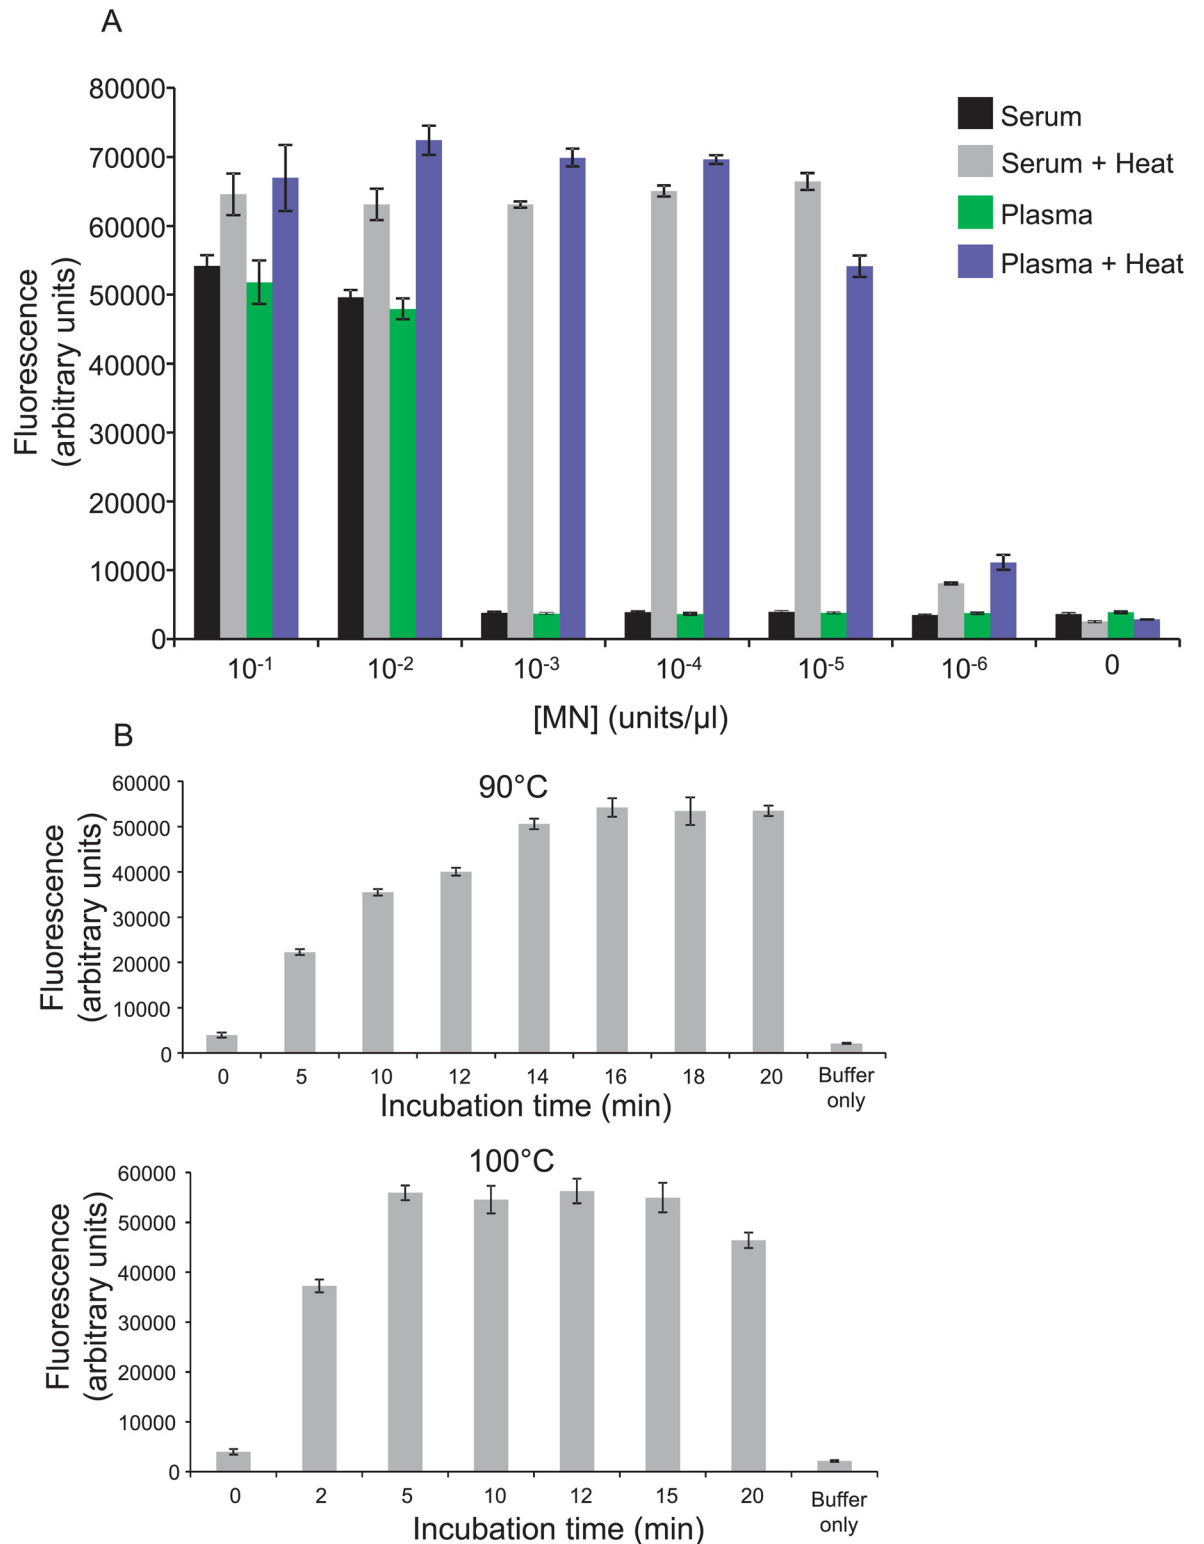 A
80000
70000
60000
50000
40000
30000
20000
10000
0
Fluorescence
(arbitrary units)
Serum
Serum + Heat
Plasma
Plasma + Heat
10-1 10-2 10-3 10-4 10-5 10-6 0
[MN] (units/µl)
B
90°C
60000
50000
40000
30000
20000
10000
0
Fluorescence
(arbitrary units)
0 5 10 12 14 16 18 20 Buffer
only
Incubation time (min)
100°C
60000
50000
40000
30000
20000
10000
0
Fluorescence
(arbitrary units)
0 2 5 10 12 15 20 Buffer
only
Incubation time (min)